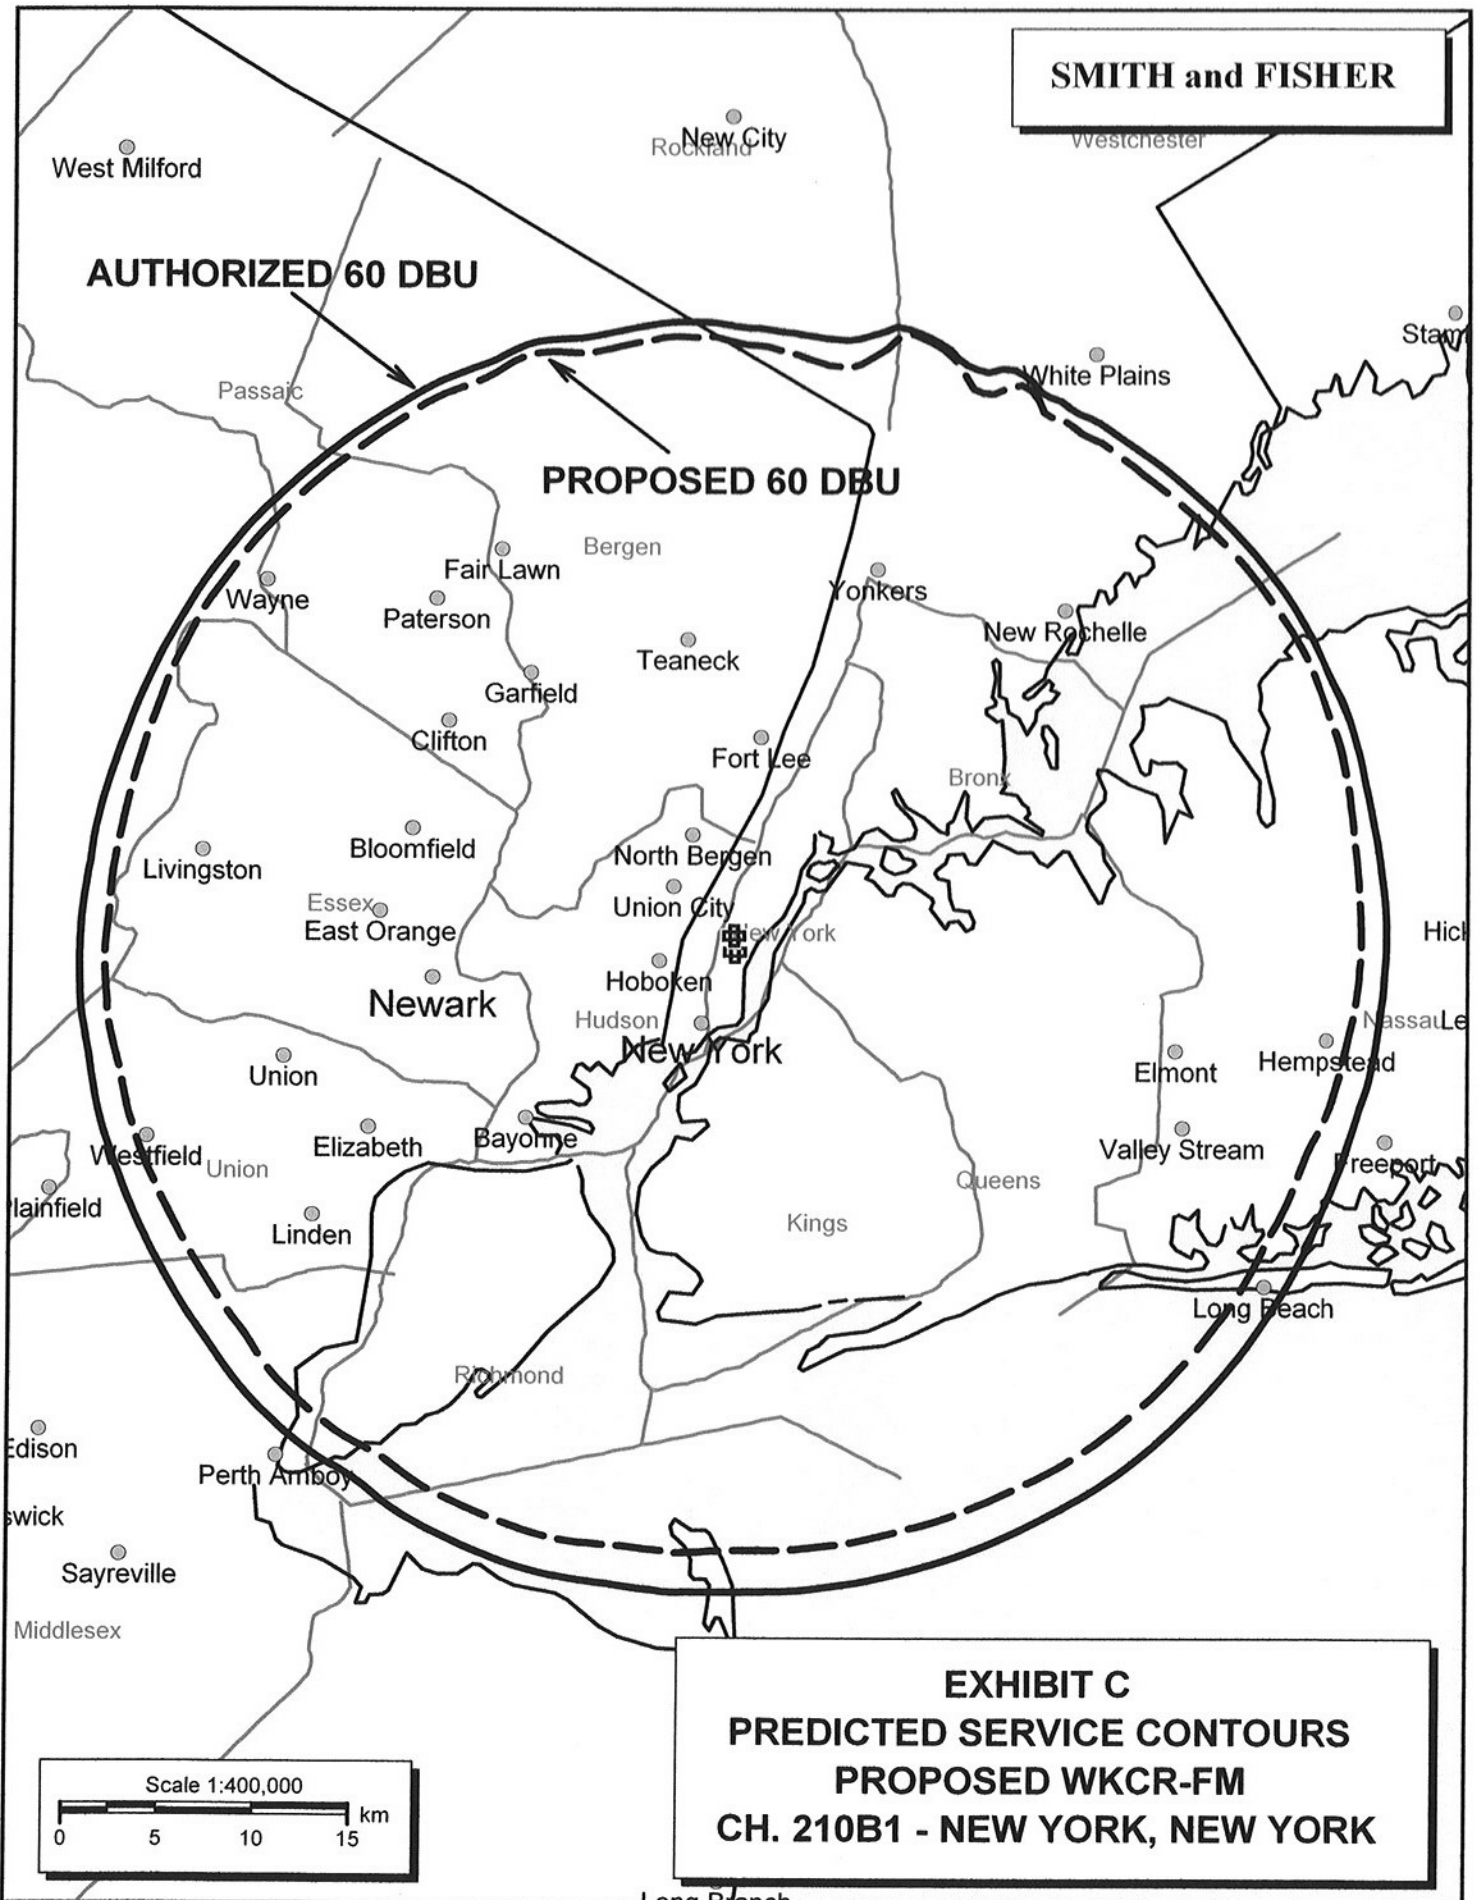 SMITH and FISHER
New City
Rockland
Westchester
West Milford
AUTHORIZED 60 DBU
White Plains
Passaic
PROPOSED 60 DBU
Bergen
Fair Lawn
Yonkers
Wayne
Paterson
New Rochelle
Teaneck
Garfield
Clifton
Fort Lee
Bronx
Bloomfield
North Bergen
Livingston
Essex
Union City
East Orange
New York
Hoboken
Newark
Hudson
Nassau
New York
Hempstead
Union
Elmont
Elizabeth
Bayonne
Valley Stream
Westfield
Union
Freeport
Queens
Linden
Kings
Long Beach
Richmond
Perth Amboy
Sayreville
Middlesex
EXHIBIT C
PREDICTED SERVICE CONTOURS
PROPOSED WKCR-FM
CH. 210B1 - NEW YORK, NEW YORK
Scale 1:400,000
km
0 5 10 15